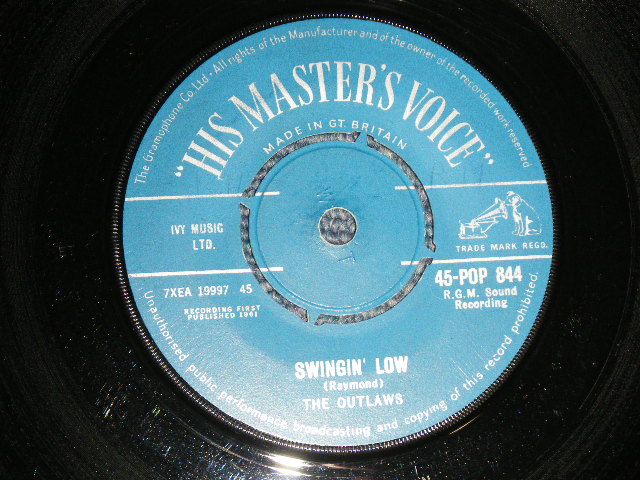 The Gramophone Co. Ltd. - All rights of the Manufacturer and of the owner of the recorded work reserved.
"HIS MASTER'S VOICE"
MADE IN GT. BRITAIN
IVY MUSIC
LTD.
TRADE MARK REGD.
7XEA 19997 45
45-POP 844
R.G.M. Sound
Recording
RECORDING FIRST
PUBLISHED 1961
SWINGIN' LOW
(Raymond)
THE OUTLAWS
Unauthorised public performance broadcasting and copying of this record prohibited.